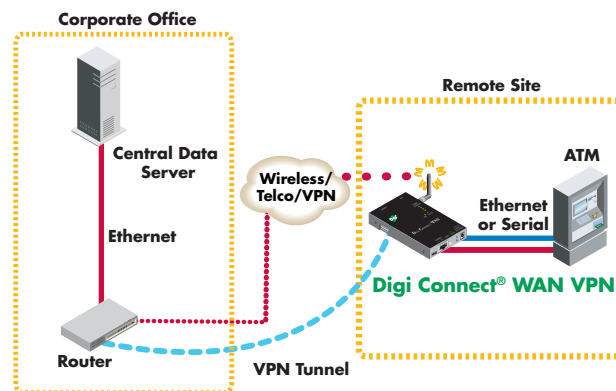 Corporate Office
Central Data
Server
Ethernet
Router
Wireless/
Telco/VPN
VPN Tunnel
Remote Site
ATM
Ethernet
or Serial
Digi Connect® WAN VPN